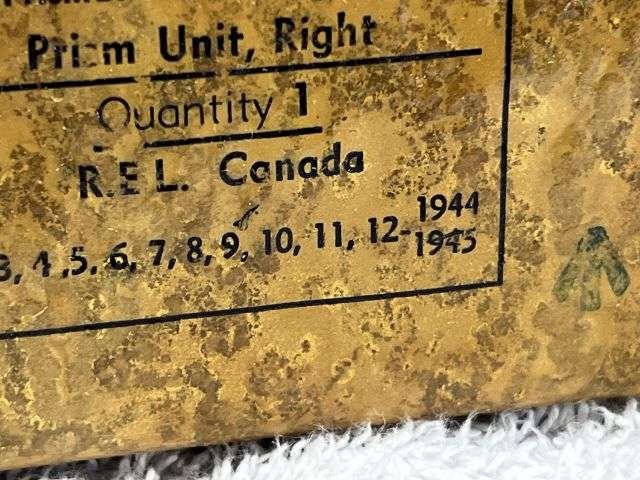 Prism Unit, Right
Quantity 1
R.E L. Canada
3, 4, 5, 6, 7, 8, 9, 10, 11, 12-1944
1945